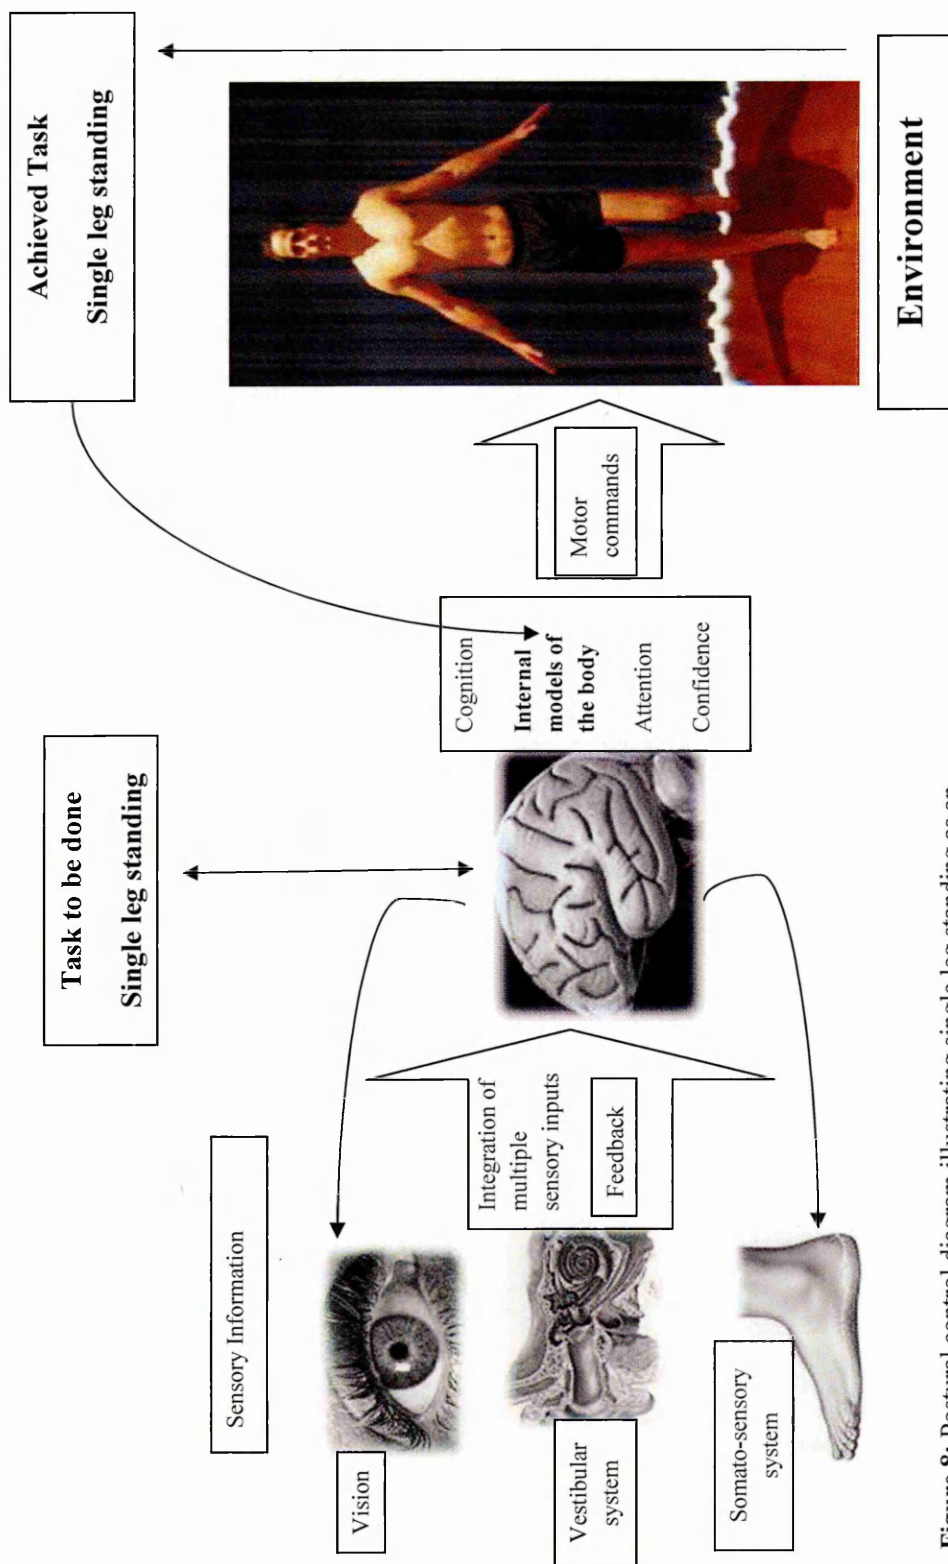 Task to be done
Single leg standing
Achieved Task
Single leg standing
Sensory Information
Vision
Vestibular
system
Somato-sensory
system
Integration of
multiple
sensory inputs
Feedback
Cognition
Internal
models of
the body
Attention
Confidence
Motor
commands
Environment
Figure 8: Postural control diagram illustrating single leg standing as an